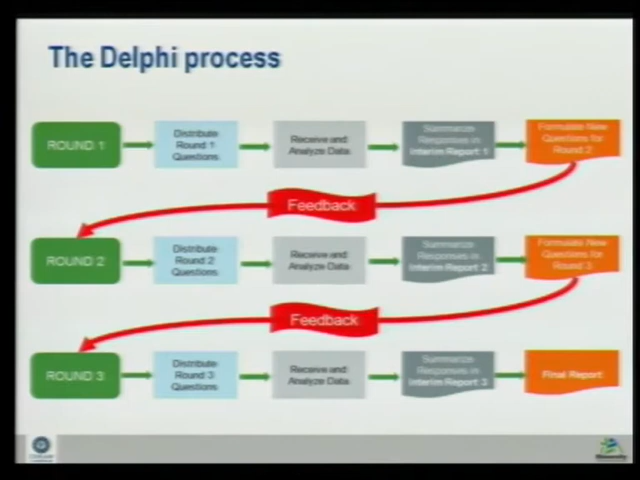 The Delphi process
ROUND 1
Distribute
Round 1
Questions
Receive and
Analyze Data
Summarize
Responses in
Interim Report 1
Formulate New
Questions for
Round 2
Feedback
ROUND 2
Distribute
Round 2
Questions
Receive and
Analyze Data
Summarize
Responses in
Interim Report 2
Formulate New
Questions for
Round 3
Feedback
ROUND 3
Distribute
Round 3
Questions
Receive and
Analyze Data
Summarize
Responses in
Interim Report 3
Final Report